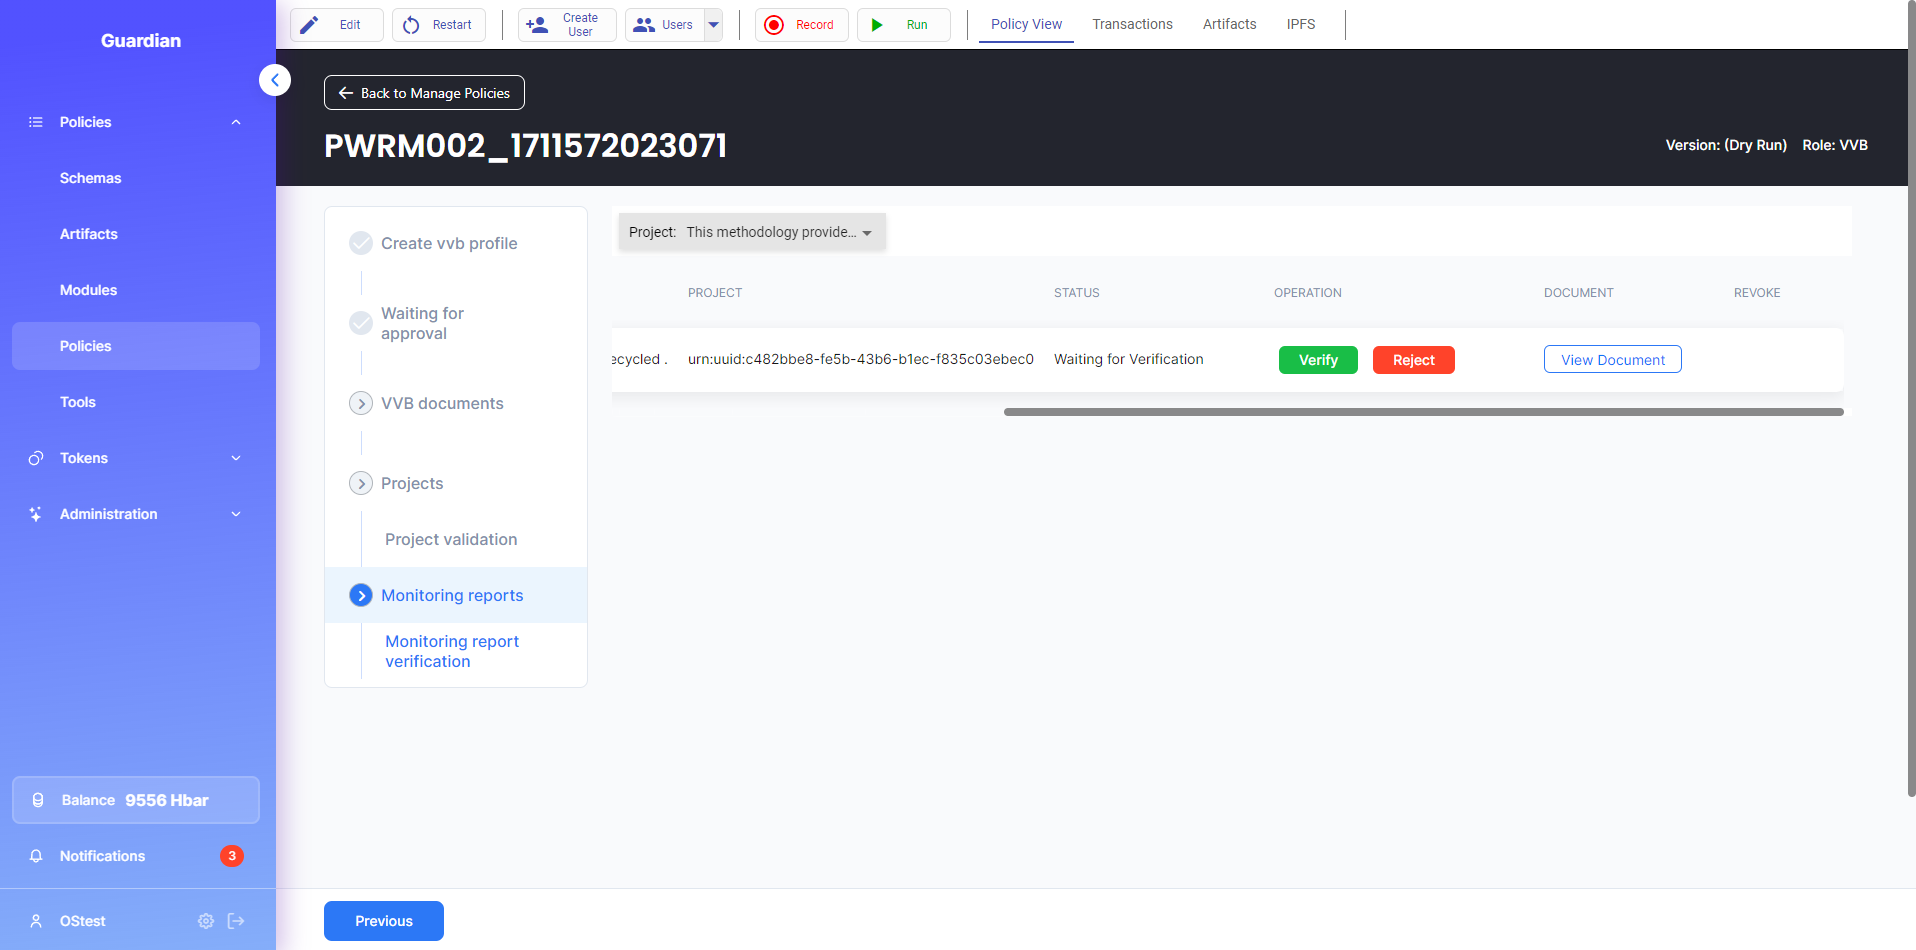 Guardian
Policies
Schemas
Artifacts
Modules
Policies
Tools
Tokens
Administration
Balance 9556 Hbar
Notifications 3
OStest
Edit
Restart
Create
User
Users
Record
Run
Policy View
Transactions
Artifacts
IPFS
Back to Manage Policies
PWRM002_1711572023071
Version: (Dry Run) Role: VVB
Create vvb profile
Waiting for
approval
VVB documents
Projects
Project validation
Monitoring reports
Monitoring report
verification
Project: This methodology provide...
PROJECT STATUS OPERATION DOCUMENT REVOKE
ecycled . urn:uuid:c482bbe8-fe5b-43b6-b1ec-f835c03ebec0 Waiting for Verification Verify Reject View Document
Previous